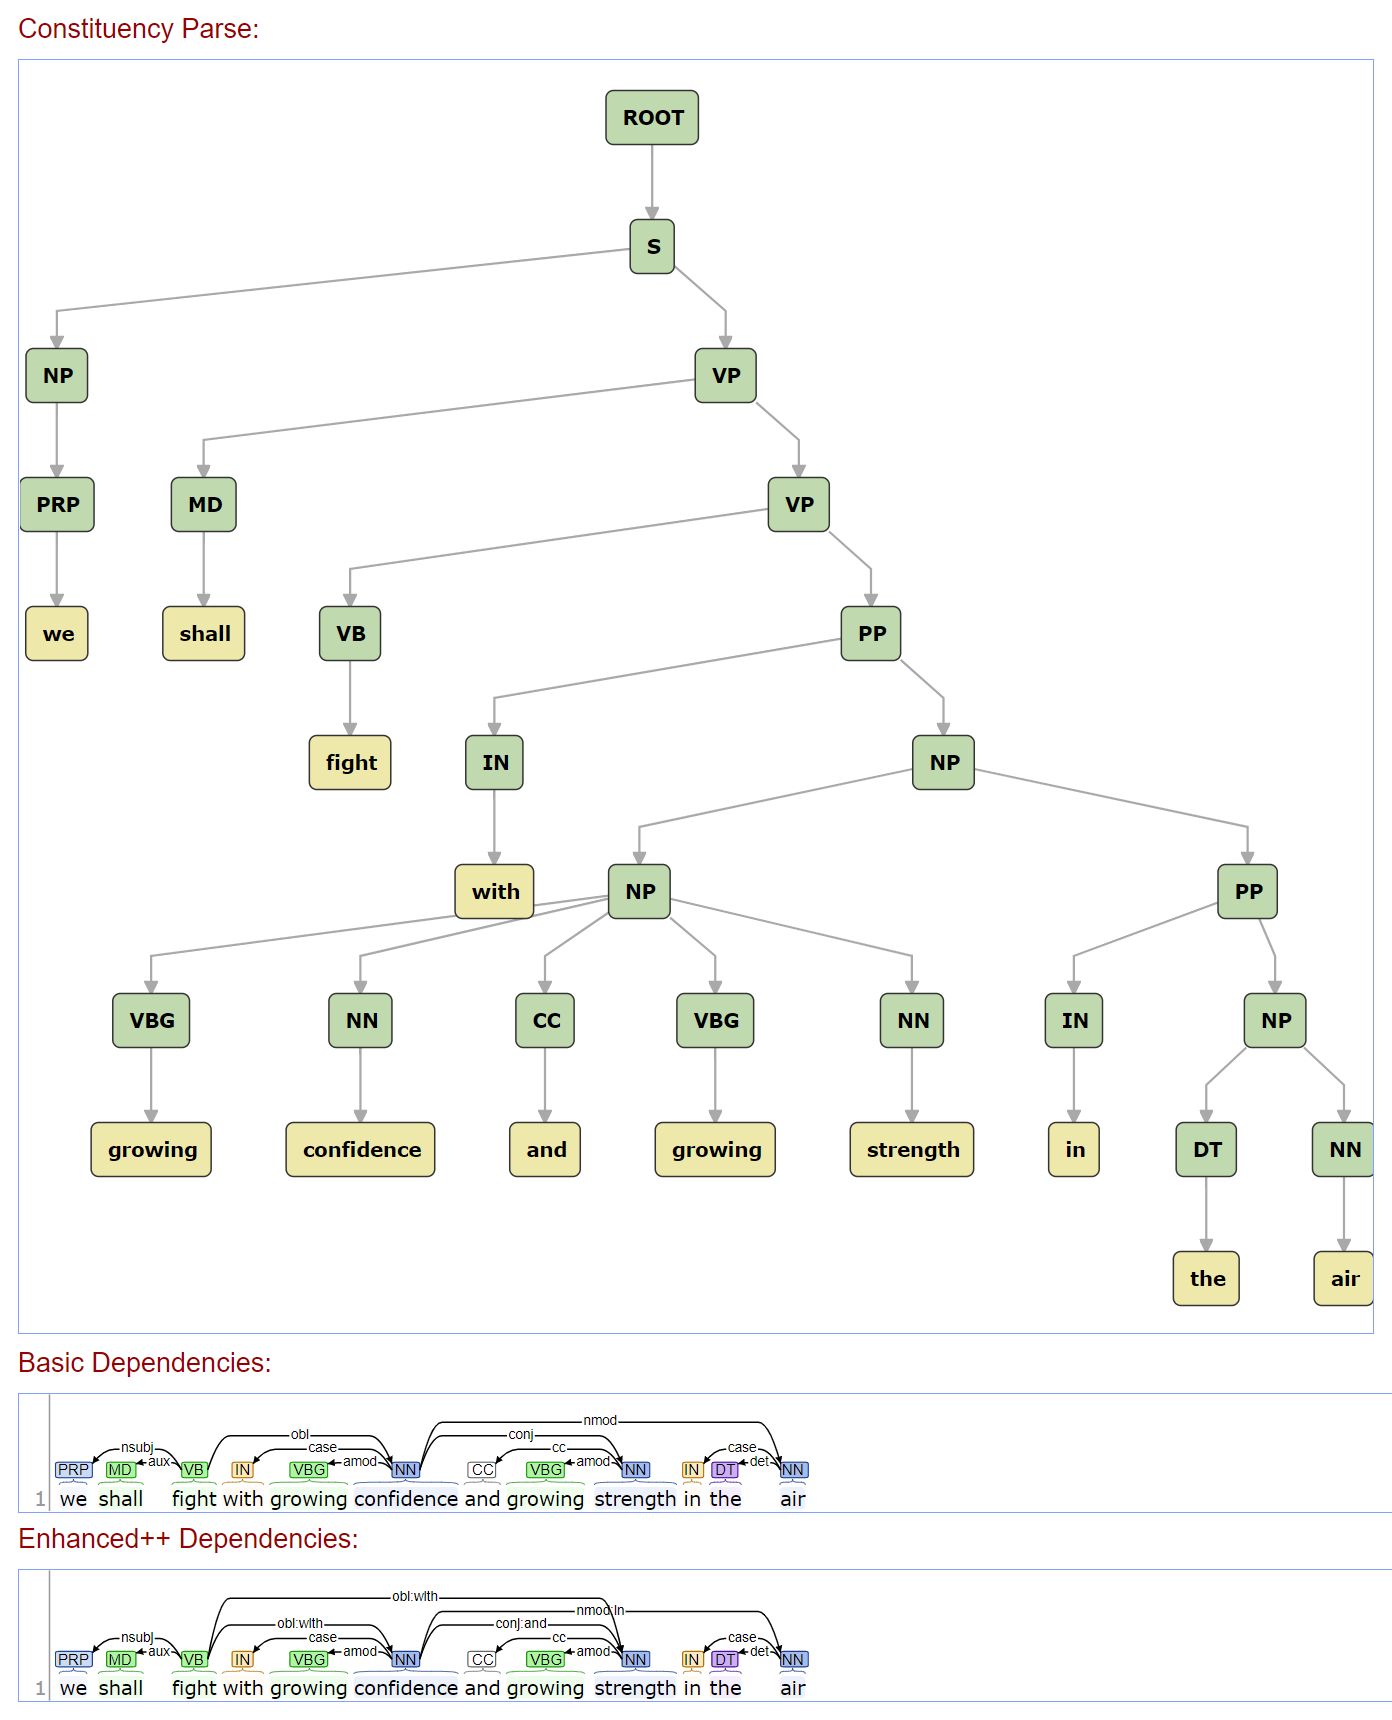 Constituency Parse:
ROOT
S
NP VP
PRP MD VP
we shall VB PP
fight IN NP
with NP PP
VBG NN CC VBG NN IN NP
growing confidence and growing strength in DT NN
the air
Basic Dependencies:
nmod
obl conj
nsubj case cc case
aux amod amod det
PRP MD VB IN VBG NN CC VBG NN IN DT NN
1 we shall fight with growing confidence and growing strength in the air
Enhanced++ Dependencies:
obl:with
nmod:in
obl:with conj:and
nsubj case cc case
aux amod amod det
PRP MD VB IN VBG NN CC VBG NN IN DT NN
1 we shall fight with growing confidence and growing strength in the air